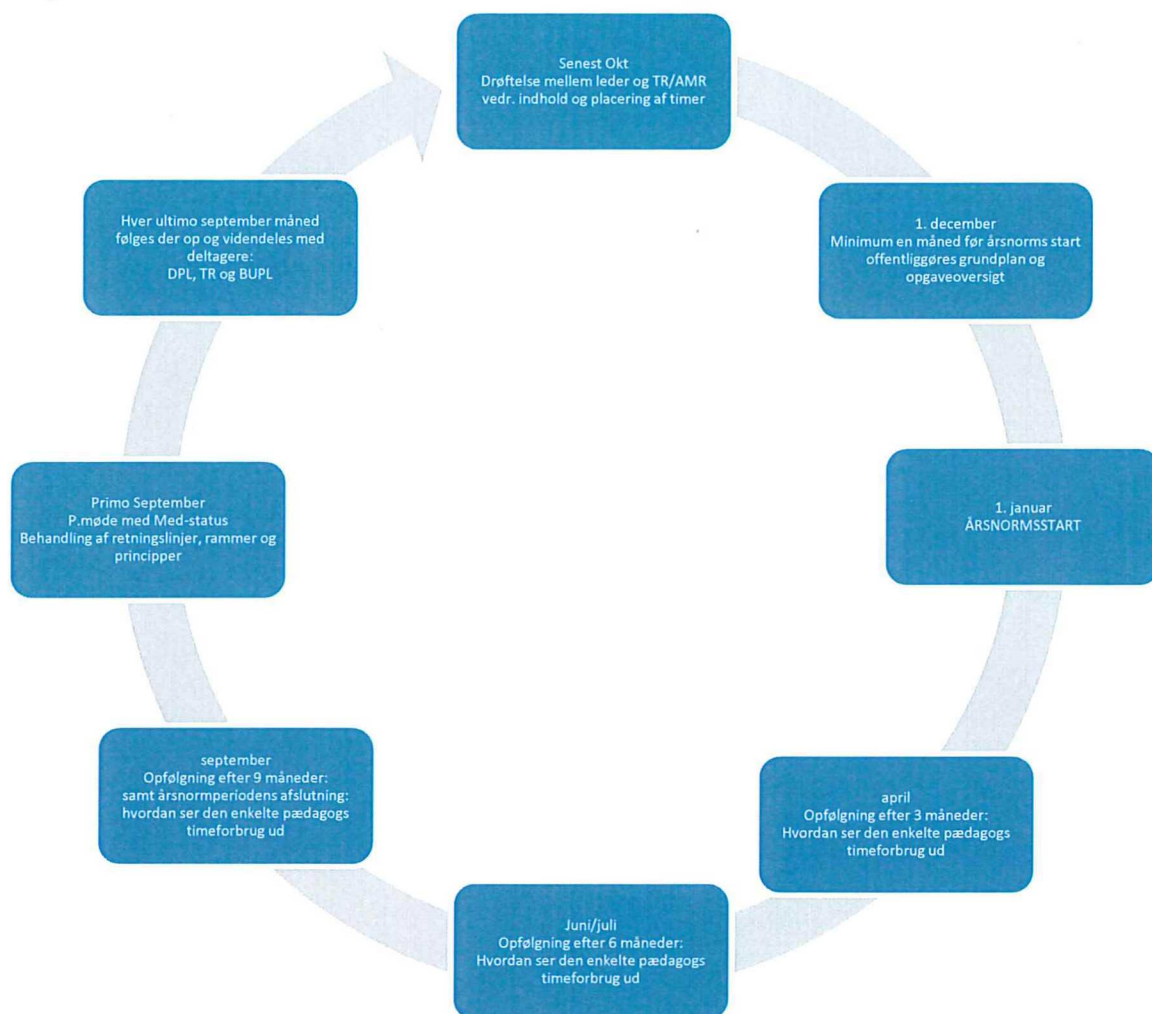 Senest Okt
Drøftelse mellem leder og TR/AMR
vedr. indhold og placering af timer
1. december
Minimum en måned før årsnorms start
offentliggøres grundplan og
opgaveoversigt
1. januar
ÅRSNORMSSTART
april
Opfølgning efter 3 måneder:
Hvordan ser den enkelte pædagogs
timeforbrug ud
Juni/juli
Opfølgning efter 6 måneder:
Hvordan ser den enkelte pædagogs
timeforbrug ud
september
Opfølgning efter 9 måneder:
samt årsnormperiodens afslutning:
hvordan ser den enkelte pædagogs
timeforbrug ud
Primo September
P.møde med Med-status
Behandling af retningslinjer, rammer og
principper
Hver ultimo september måned
følges der op og videndeles med
deltagere:
DPL, TR og BUPL